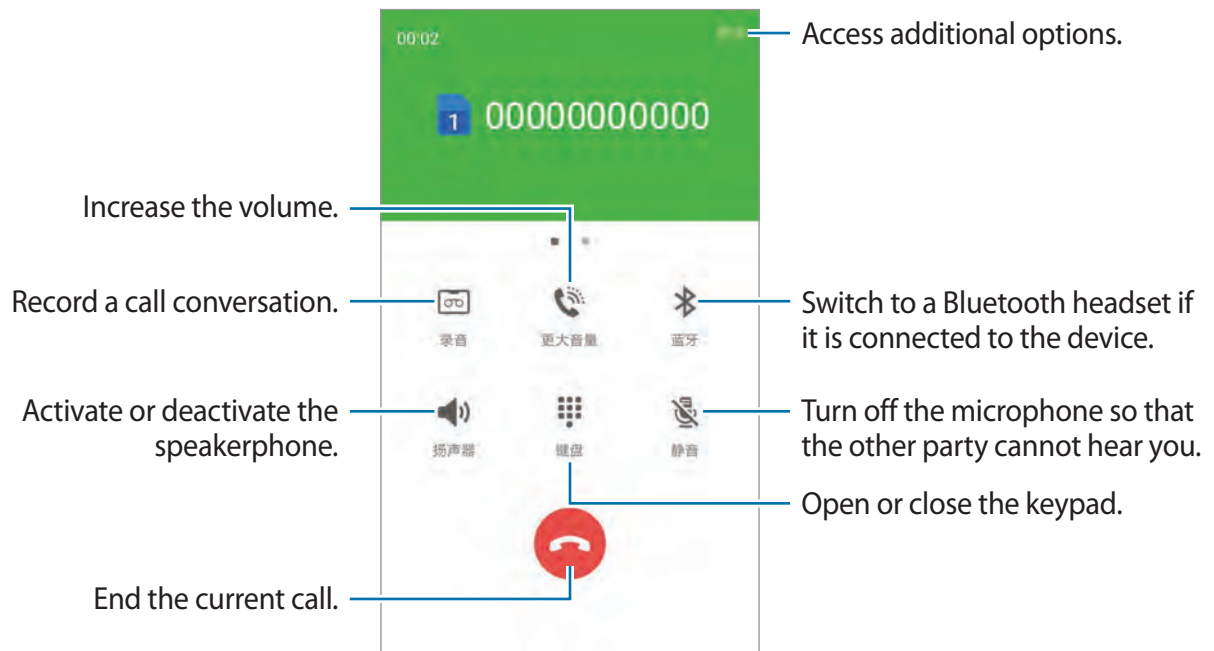 00:02
Access additional options.
1 00000000000
Increase the volume.
Record a call conversation.
Switch to a Bluetooth headset if
it is connected to the device.
录音
更大音量
蓝牙
Activate or deactivate the
speakerphone.
Turn off the microphone so that
the other party cannot hear you.
扬声器
键盘
静音
Open or close the keypad.
End the current call.